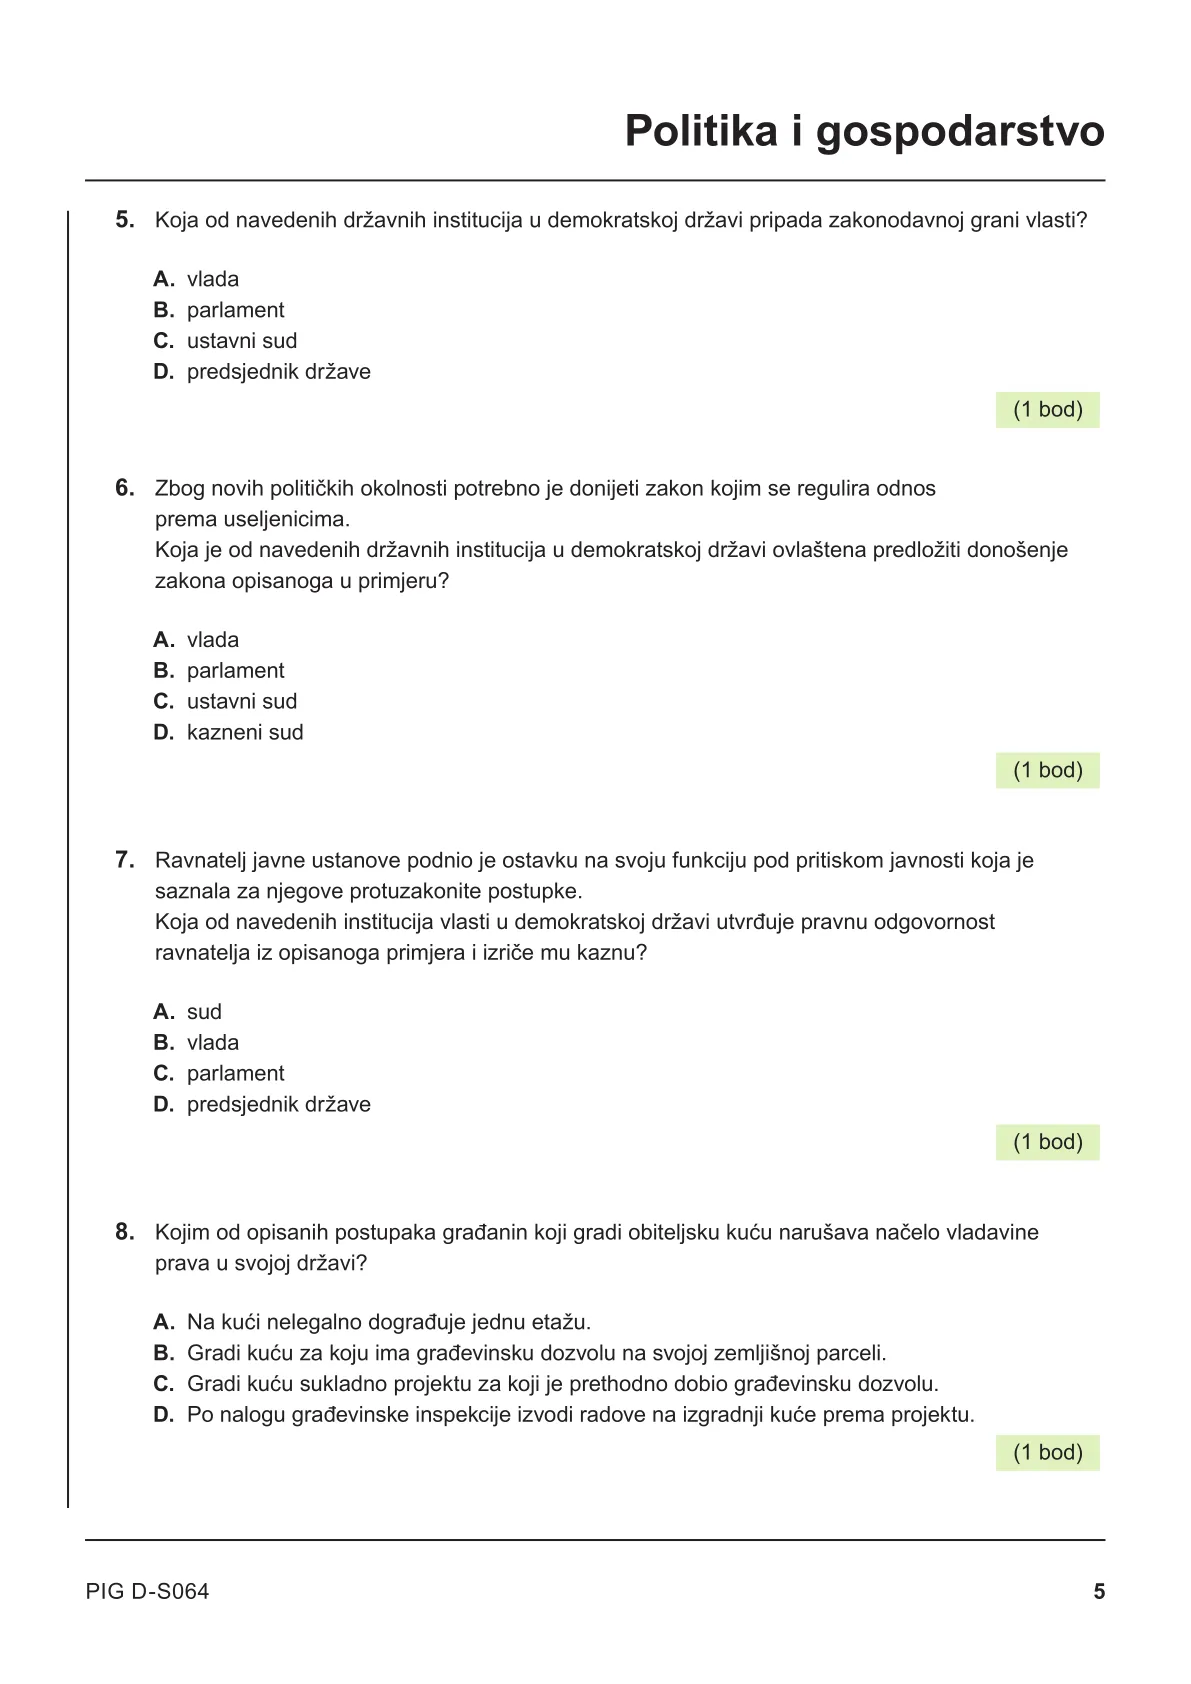 Politika i gospodarstvo
5. Koja od navedenih državnih institucija u demokratskoj državi pripada zakonodavnoj grani vlasti?
A. vlada
B. parlament
C. ustavni sud
D. predsjednik države
(1 bod)
6. Zbog novih političkih okolnosti potrebno je donijeti zakon kojim se regulira odnos
prema useljenicima.
Koja je od navedenih državnih institucija u demokratskoj državi ovlaštena predložiti donošenje
zakona opisanoga u primjeru?
A. vlada
B. parlament
C. ustavni sud
D. kazneni sud
(1 bod)
7. Ravnatelj javne ustanove podnio je ostavku na svoju funkciju pod pritiskom javnosti koja je
saznala za njegove protuzakonite postupke.
Koja od navedenih institucija vlasti u demokratskoj državi utvrđuje pravnu odgovornost
ravnatelja iz opisanoga primjera i izriče mu kaznu?
A. sud
B. vlada
C. parlament
D. predsjednik države
(1 bod)
8. Kojim od opisanih postupaka građanin koji gradi obiteljsku kuću narušava načelo vladavine
prava u svojoj državi?
A. Na kući nelegalno dograđuje jednu etažu.
B. Gradi kuću za koju ima građevinsku dozvolu na svojoj zemljišnoj parceli.
C. Gradi kuću sukladno projektu za koji je prethodno dobio građevinsku dozvolu.
D. Po nalogu građevinske inspekcije izvodi radove na izgradnji kuće prema projektu.
(1 bod)
PIG D-S064
5